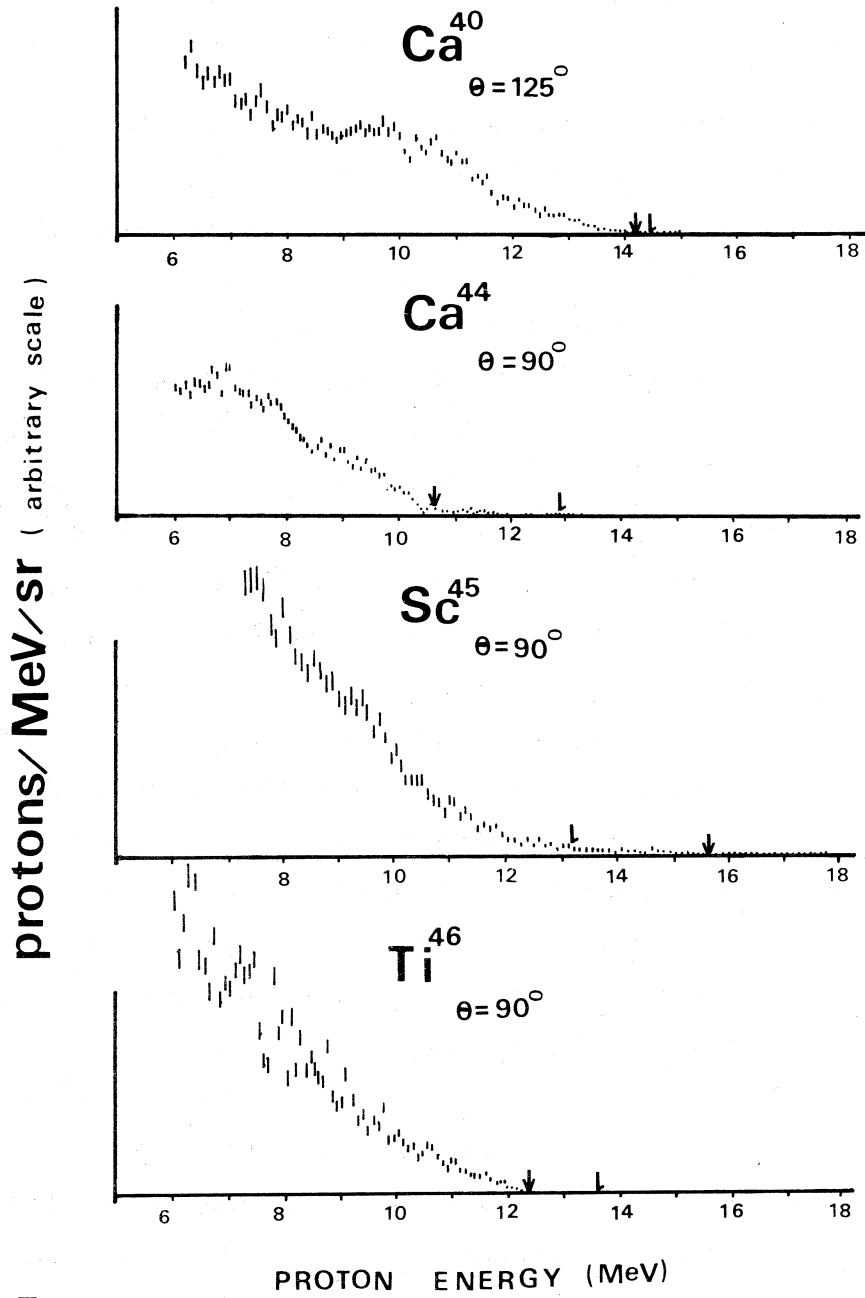 Ca40
θ=125°
6 8 10 12 14 16 18
Ca44
θ=90°
6 8 10 12 14 16 18
Sc45
θ=90°
8 10 12 14 16 18
Ti46
θ=90°
6 8 10 12 14 16 18
PROTON ENERGY (MeV)
protons/MeV/sr (arbitrary scale)